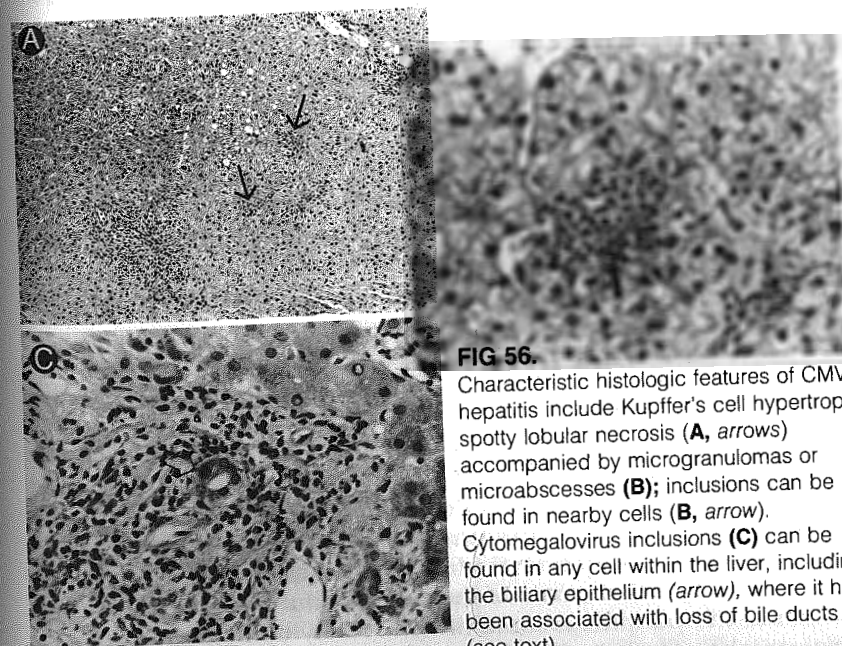 A
C
FIG 56.
Characteristic histologic features of CMV
hepatitis include Kupffer's cell
spotty lobular necrosis (A, arrows)
accompanied by microgranulomas or
microabscesses (B); inclusions can be
found in nearby cells (B, arrow).
Cytomegalovirus inclusions (C) can be
found in any cell within the liver,
the biliary epithelium (arrow), where it
been associated with loss of bile ducts
(see text)